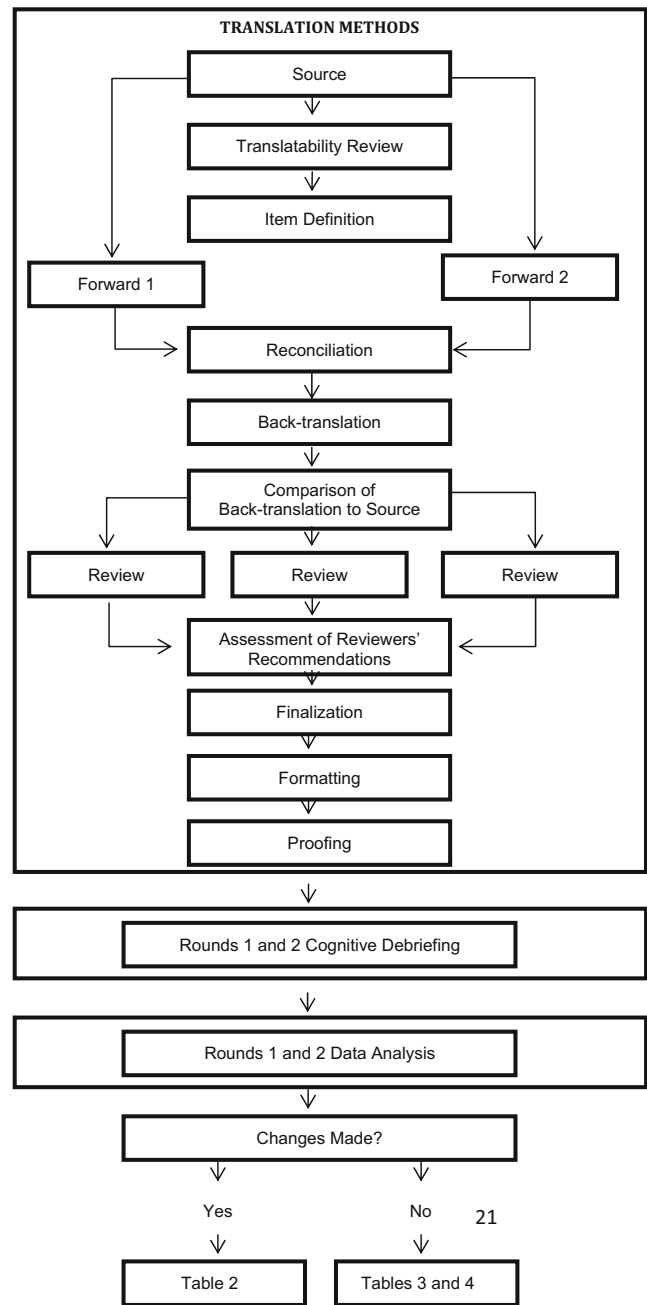 TRANSLATION METHODS
Source
Translatability Review
Item Definition
Forward 1
Forward 2
Reconciliation
Back-translation
Comparison of
Back-translation to Source
Review
Review
Review
Assessment of Reviewers'
Recommendations
Finalization
Formatting
Proofing
Rounds 1 and 2 Cognitive Debriefing
Rounds 1 and 2 Data Analysis
Changes Made?
Yes
No
21
Table 2
Tables 3 and 4